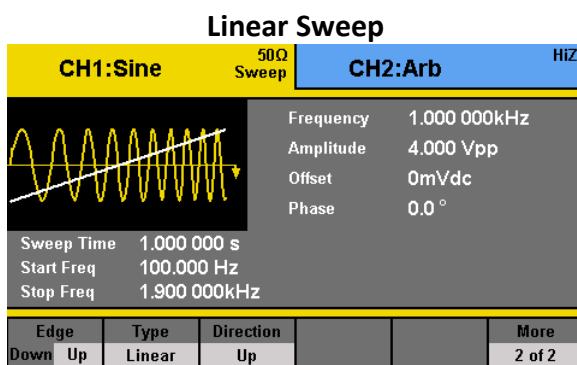 Linear Sweep
CH1:Sine
50Ω
Sweep
CH2:Arb
HiZ
Frequency 1.000 000kHz
Amplitude 4.000 Vpp
Offset 0mVdc
Phase 0.0 °
Sweep Time 1.000 000 s
Start Freq 100.000 Hz
Stop Freq 1.900 000kHz
Edge Type Direction More
Down Up Linear Up 2 of 2